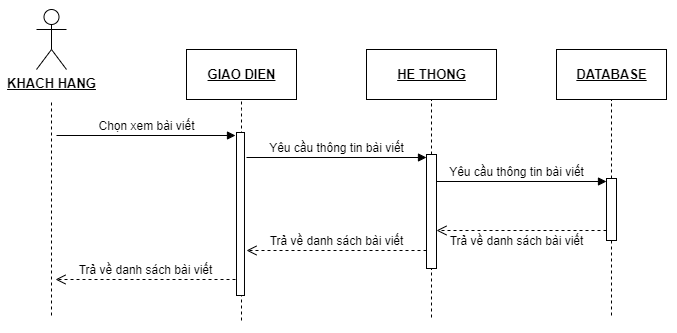 KHACH HANG
GIAO DIEN
HE THONG
DATABASE
Chọn xem bài viết
Yêu cầu thông tin bài viết
Yêu cầu thông tin bài viết
Trả về danh sách bài viết
Trả về danh sách bài viết
Trả về danh sách bài viết